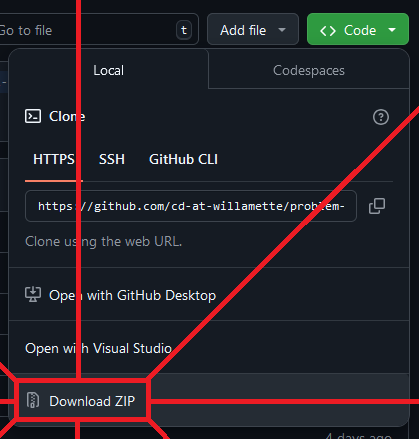 Go to file t Add file Code
Local Codespaces
Clone
HTTPS SSH GitHub CLI
https://github.com/cd-at-willamette/problem-
Clone using the web URL.
Open with GitHub Desktop
Open with Visual Studio
Download ZIP
4 days ago